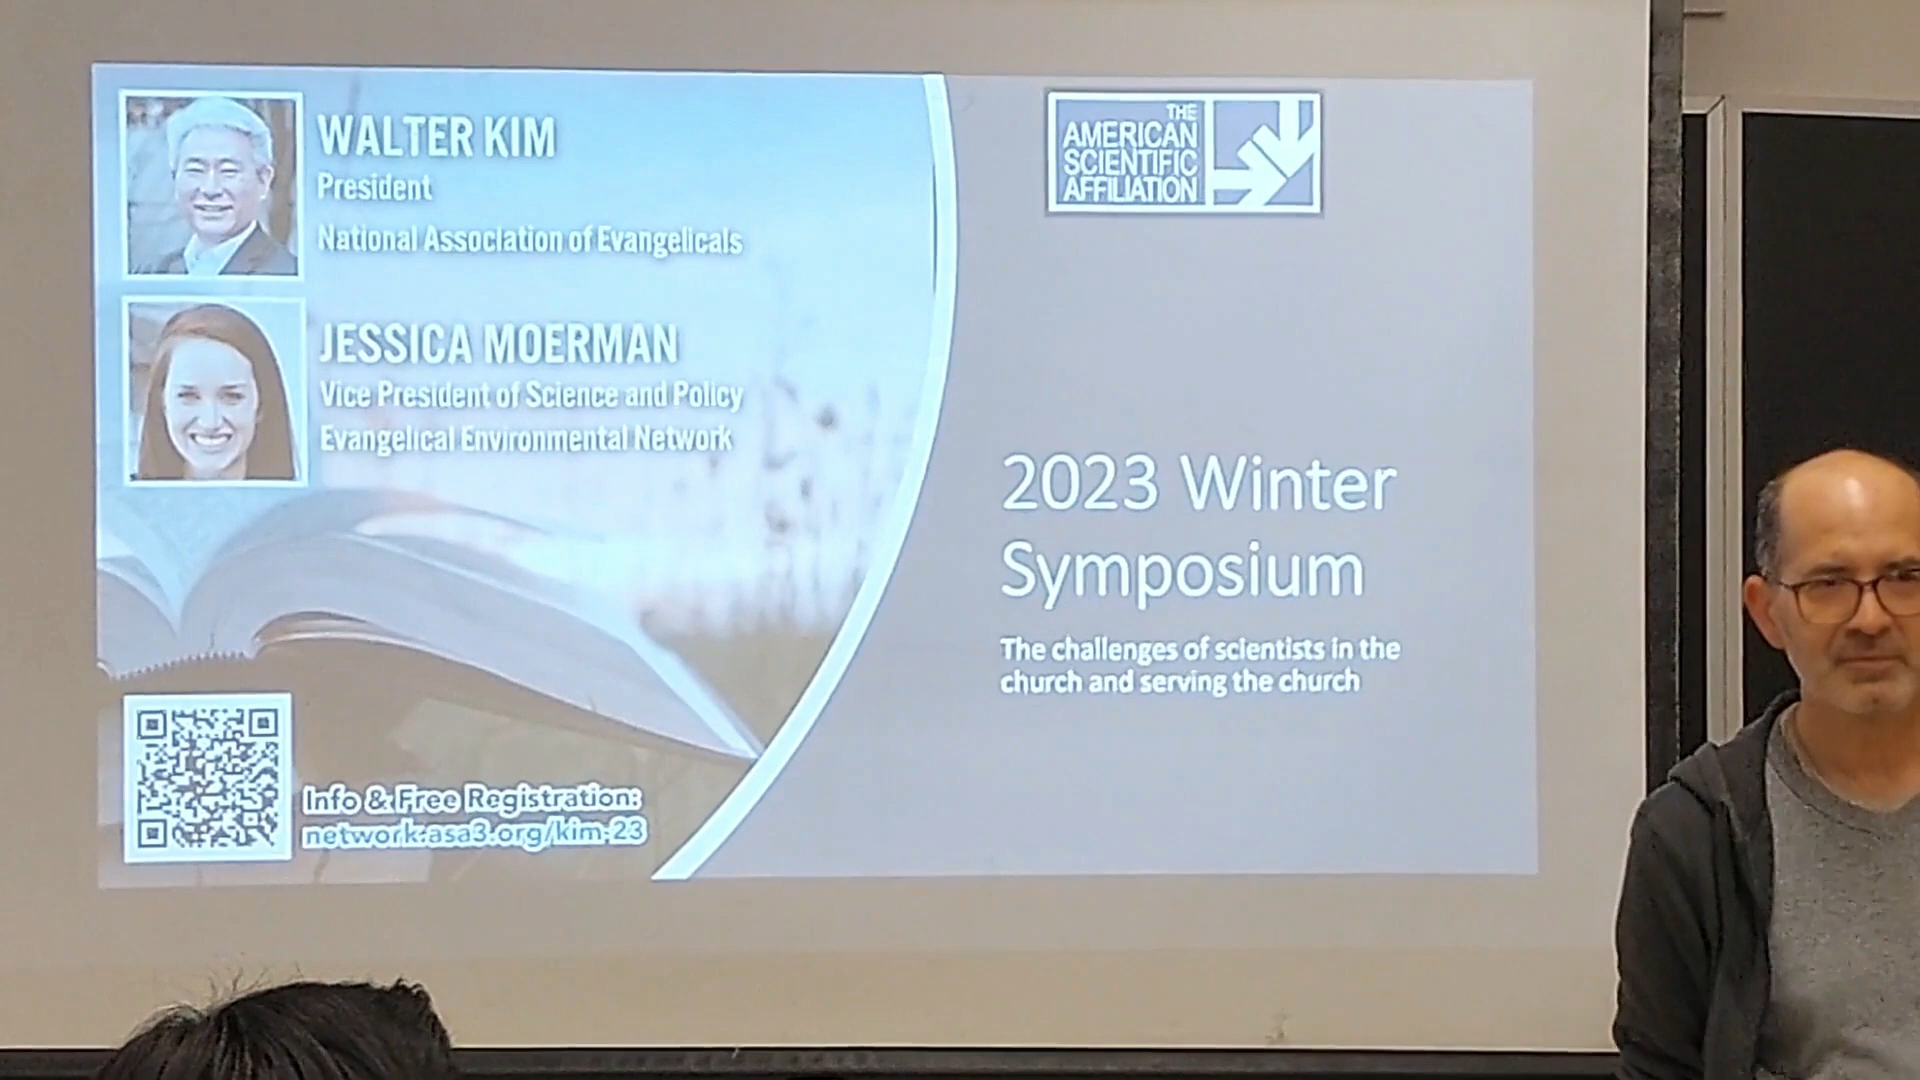 WALTER KIM
President
National Association of Evangelicals
JESSICA MOERMAN
Vice President of Science and Policy
Evangelical Environmental Network
Info & Free Registration:
network.asa3.org/kim-23
THE
AMERICAN
SCIENTIFIC
AFFILIATION
2023 Winter
Symposium
The challenges of scientists in the
church and serving the church